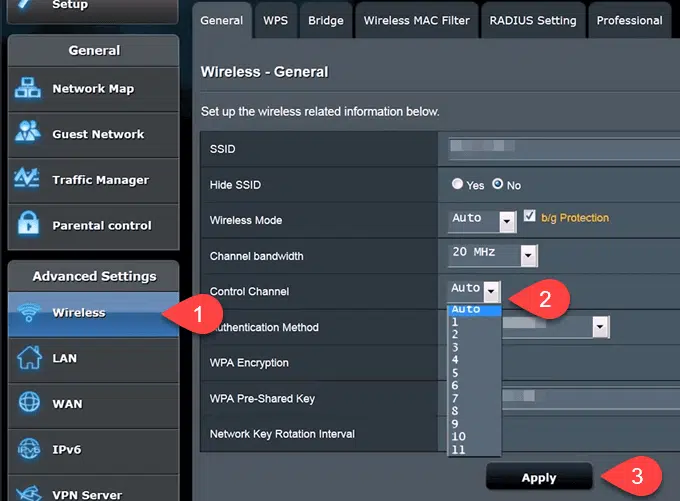 Setup
General
Network Map
Guest Network
Traffic Manager
Parental control
Advanced Settings
Wireless
1
LAN
WAN
IPv6
VPN Server
General
WPS
Bridge
Wireless MAC Filter
RADIUS Setting
Professional
Wireless - General
Set up the wireless related information below.
SSID
Hide SSID
Yes No
Wireless Mode
Auto
b/g Protection
Channel bandwidth
20 MHz
Control Channel
Auto
2
Auto
1
2
3
4
5
6
7
8
9
10
11
Authentication Method
WPA Encryption
WPA Pre-Shared Key
Network Key Rotation Interval
Apply
3